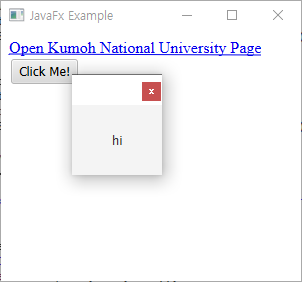 JavaFx Example
Open Kumoh National University Page
Click Me!
x
hi